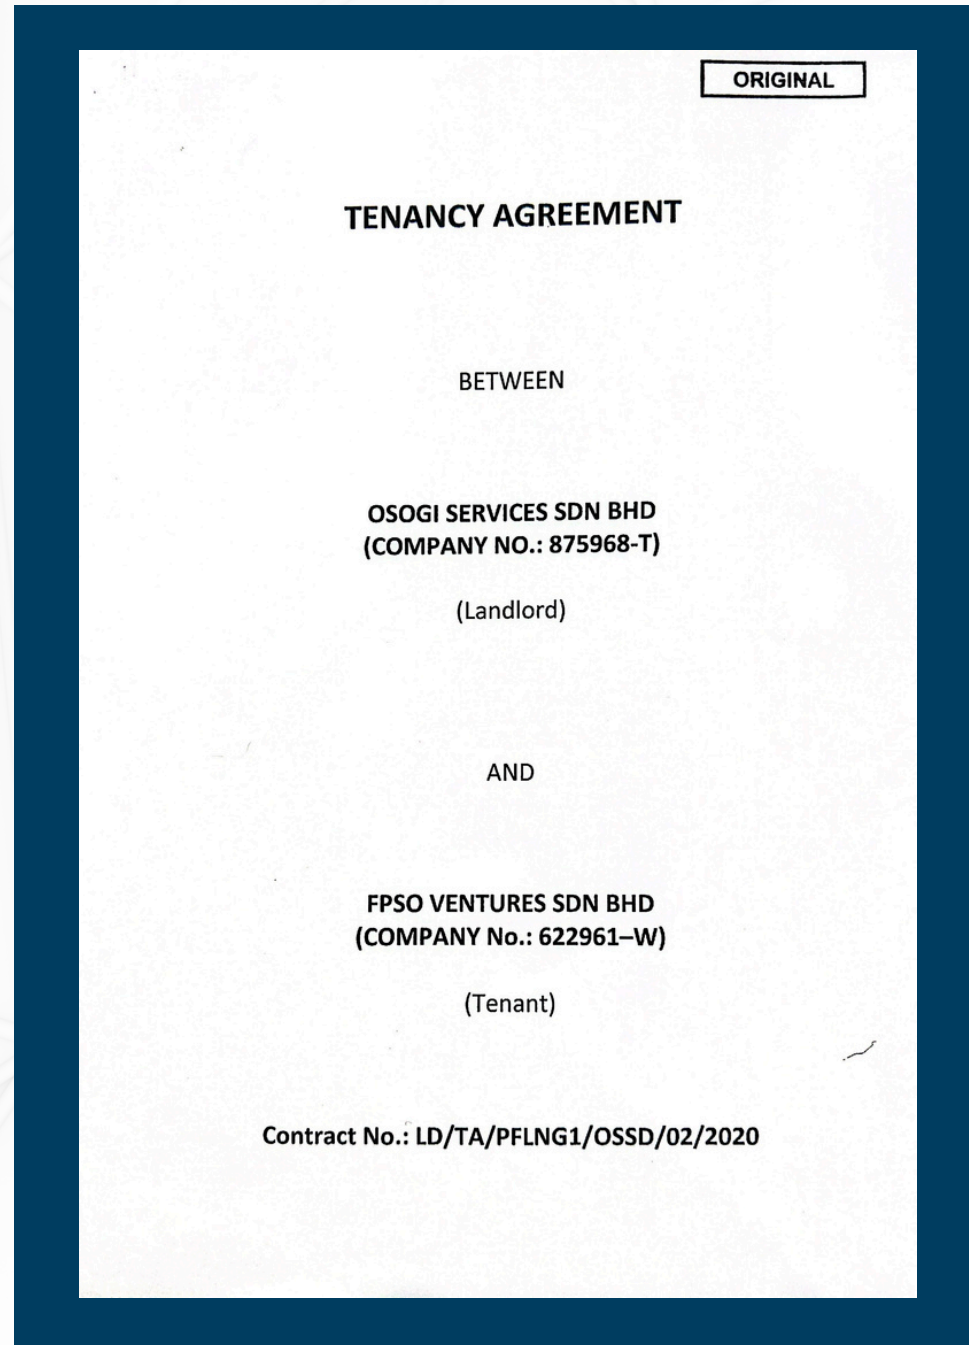 ORIGINAL
TENANCY AGREEMENT
BETWEEN
OSOGI SERVICES SDN BHD
(COMPANY NO.: 875968-T)
(Landlord)
AND
FPSO VENTURES SDN BHD
(COMPANY No.: 622961–W)
(Tenant)
Contract No.: LD/TA/PFLNG1/OSSD/02/2020